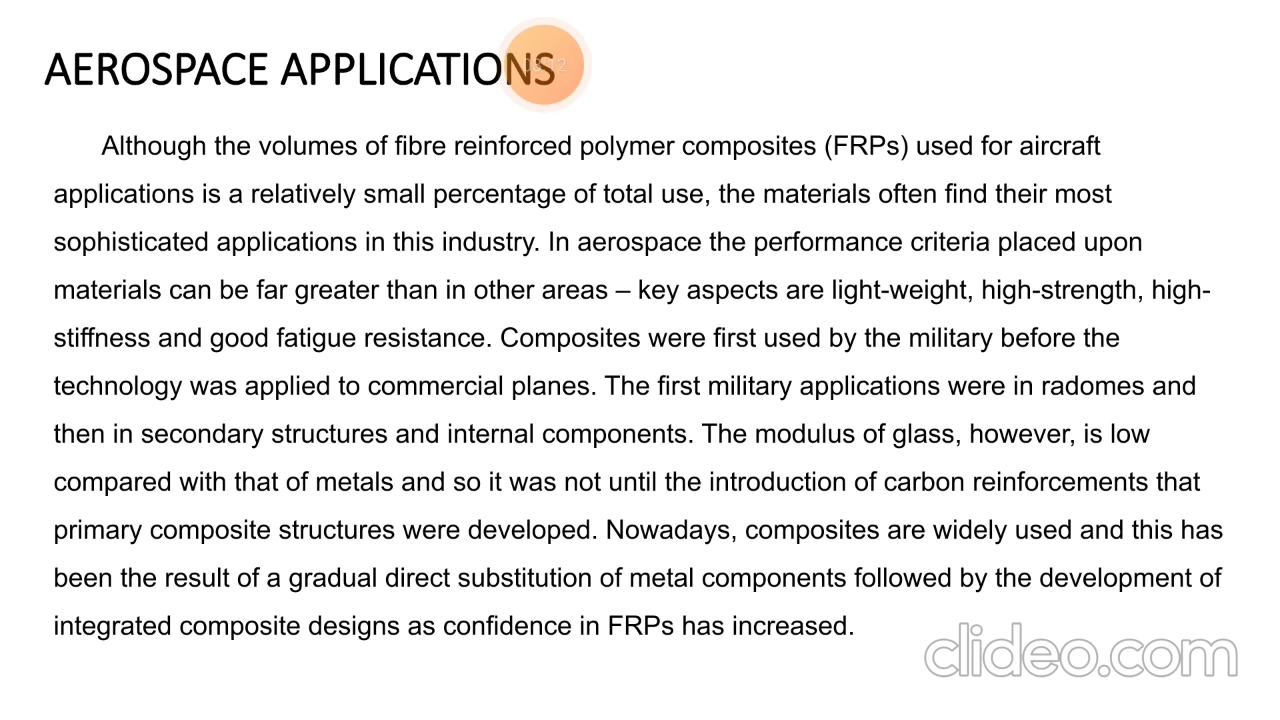 AEROSPACE APPLICATIONS
Although the volumes of fibre reinforced polymer composites (FRPs) used for aircraft
applications is a relatively small percentage of total use, the materials often find their most
sophisticated applications in this industry. In aerospace the performance criteria placed upon
materials can be far greater than in other areas – key aspects are light-weight, high-strength, high-
stiffness and good fatigue resistance. Composites were first used by the military before the
technology was applied to commercial planes. The first military applications were in radomes and
then in secondary structures and internal components. The modulus of glass, however, is low
compared with that of metals and so it was not until the introduction of carbon reinforcements that
primary composite structures were developed. Nowadays, composites are widely used and this has
been the result of a gradual direct substitution of metal components followed by the development of
integrated composite designs as confidence in FRPs has increased.
clideo.com